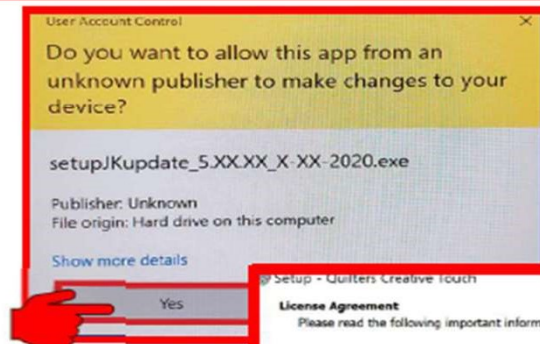 User Account Control
Do you want to allow this app from an
unknown publisher to make changes to your
device?
setupJKupdate_5.XX.XX_X-XX-2020.exe
Publisher: Unknown
File origin: Hard drive on this computer
Show more details
Yes
Setup - Quilters Creative Touch
License Agreement
Please read the following important inform